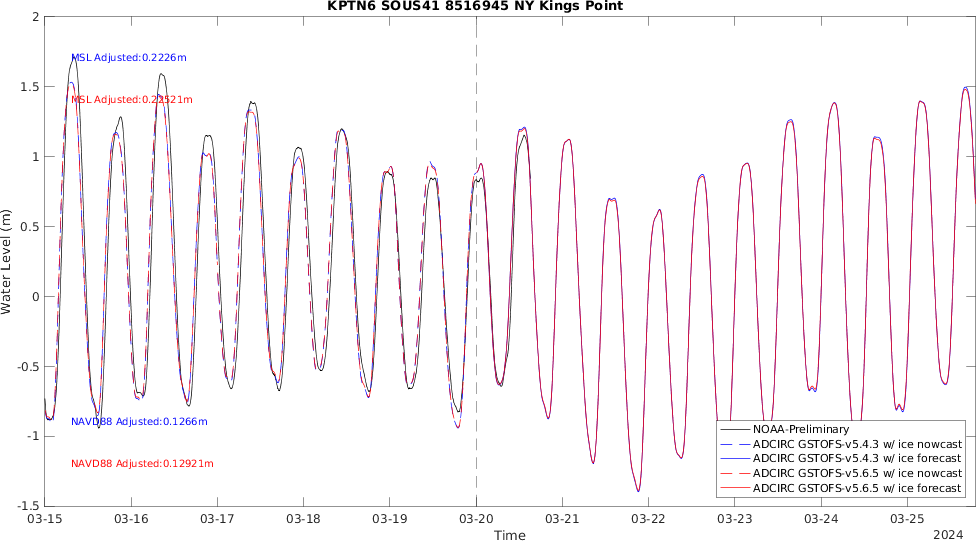 KPTN6 SOUS41 8516945 NY Kings Point
2
1.5
1
0.5
0
-0.5
-1
-1.5
Water Level (m)
MSL Adjusted:0.2226m
MSL Adjusted:0.22521m
NAVD88 Adjusted:0.1266m
NAVD88 Adjusted:0.12921m
NOAA-Preliminary
ADCIRC GSTOFS-v5.4.3 w/ ice nowcast
ADCIRC GSTOFS-v5.4.3 w/ ice forecast
ADCIRC GSTOFS-v5.6.5 w/ ice nowcast
ADCIRC GSTOFS-v5.6.5 w/ ice forecast
03-15 03-16 03-17 03-18 03-19 03-20 03-21 03-22 03-23 03-24 03-25
Time
2024